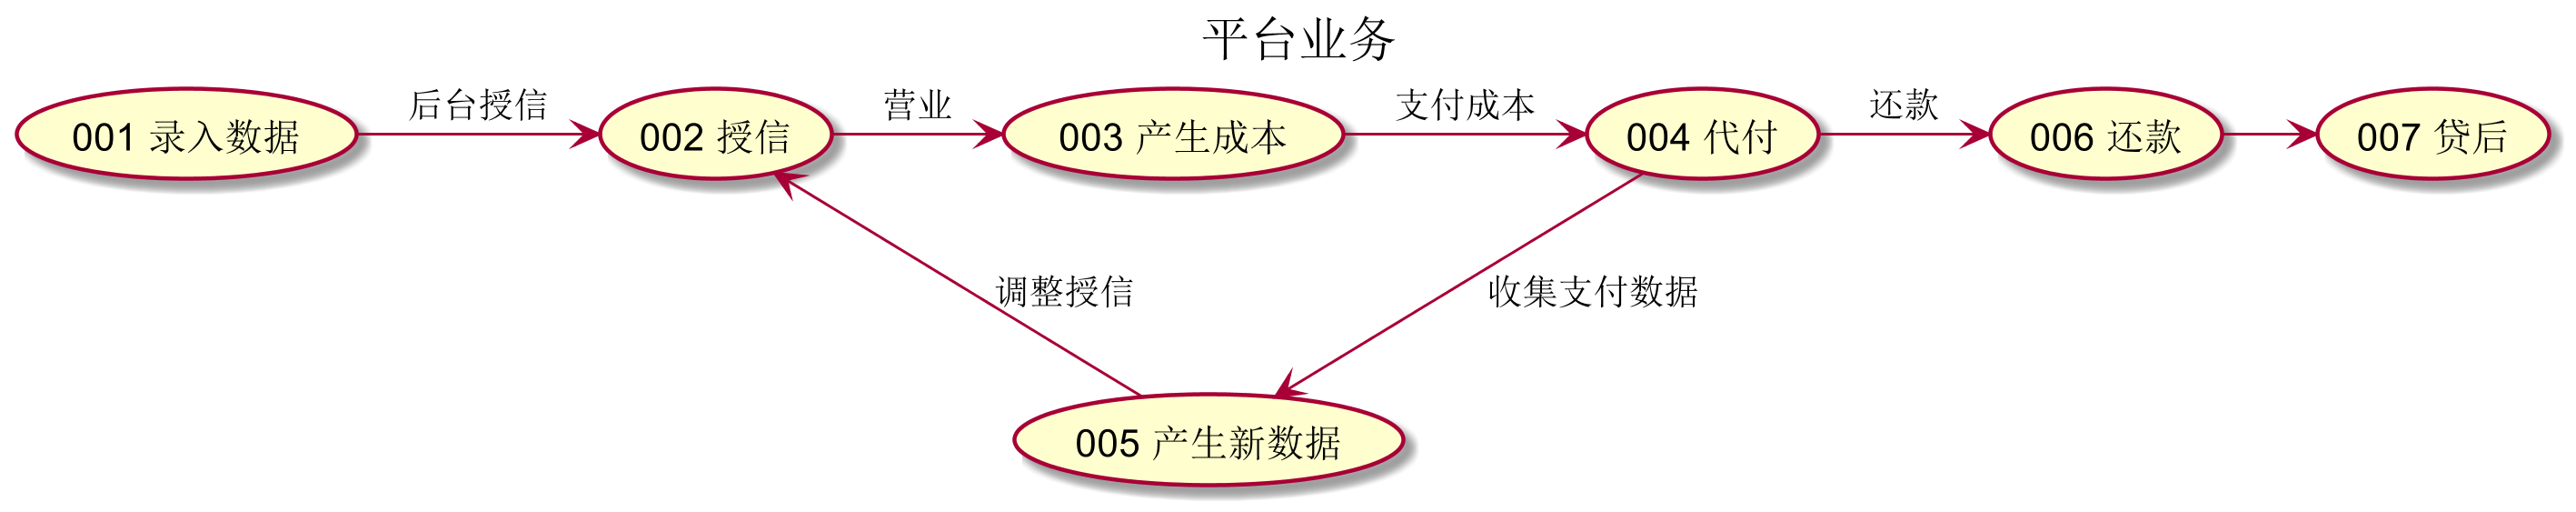 平台业务
后台授信
营业
支付成本
还款
001 录入数据
002 授信
003 产生成本
004 代付
006 还款
007 贷后
调整授信
收集支付数据
005 产生新数据